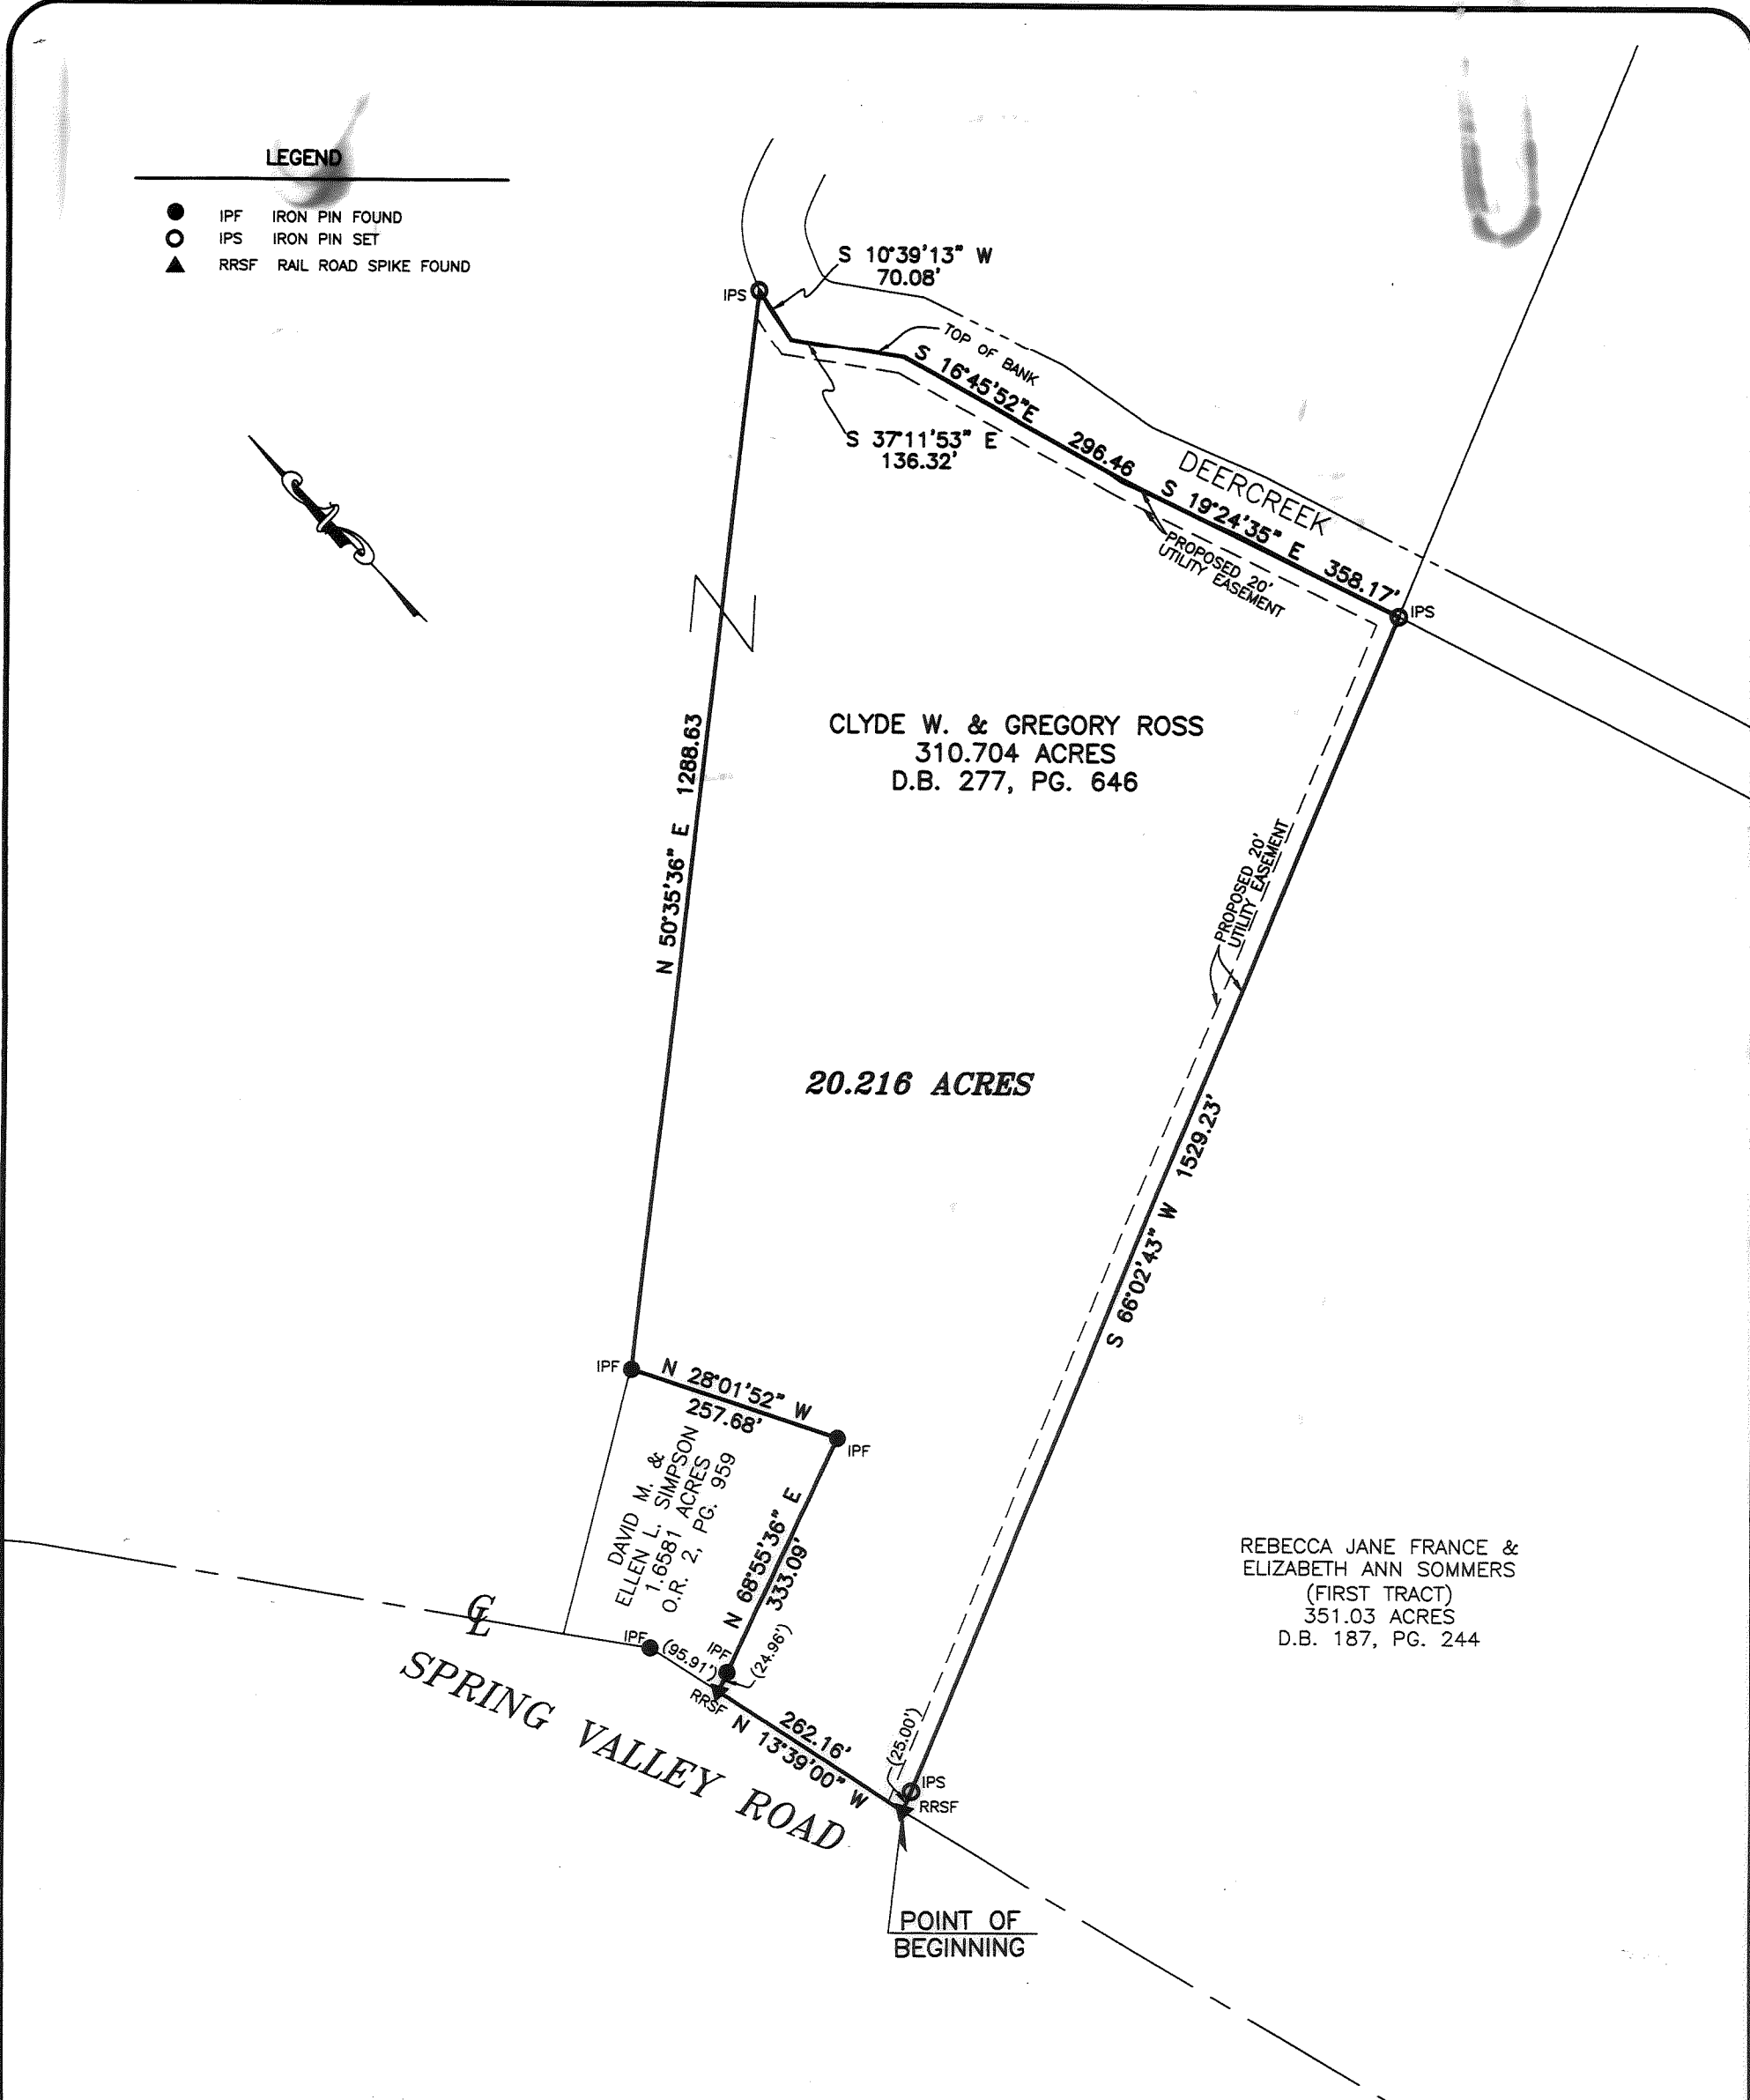 LEGEND
IPF IRON PIN FOUND
IPS IRON PIN SET
RRSF RAIL ROAD SPIKE FOUND
S 10°39'13" W
70.08'
IPS
TOP OF BANK
S 16°45'52"E 296.46
S 37°11'53" E
136.32'
DEERCREEK
S 19°24'35" E 358.17'
PROPOSED 20'
UTILITY EASEMENT
IPS
CLYDE W. & GREGORY ROSS
310.704 ACRES
D.B. 277, PG. 646
N 50°35'36" E 1288.63
PROPOSED 20'
UTILITY EASEMENT
20.216 ACRES
S 66°02'43" W 1529.23'
IPF
N 28°01'52" W
257.68'
IPF
DAVID M. &
ELLEN L. SIMPSON
1.6581 ACRES
O.R. 2, PG. 959
N 68°55'36" E
333.09'
REBECCA JANE FRANCE &
ELIZABETH ANN SOMMERS
(FIRST TRACT)
351.03 ACRES
D.B. 187, PG. 244
CL
IPF
(95.91')
IPF
(24.96')
RRSF
SPRING VALLEY ROAD
262.16'
N 13°39'00" W
(25.00')
IPS
RRSF
POINT OF
BEGINNING